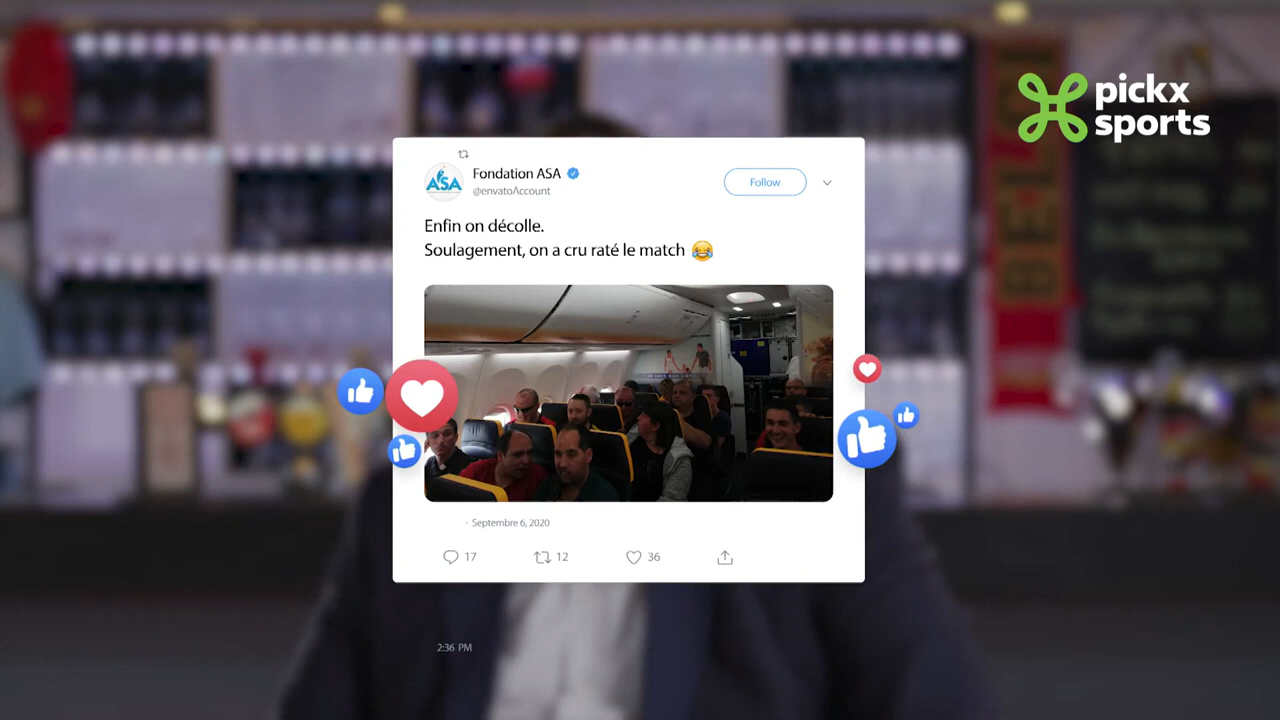 pickx
sports
Fondation ASA
@envatoAccount
Follow
ASA
Enfin on décolle.
Soulagement, on a cru raté le match 😂
· Septembre 6, 2020
17
12
36
2:36 PM